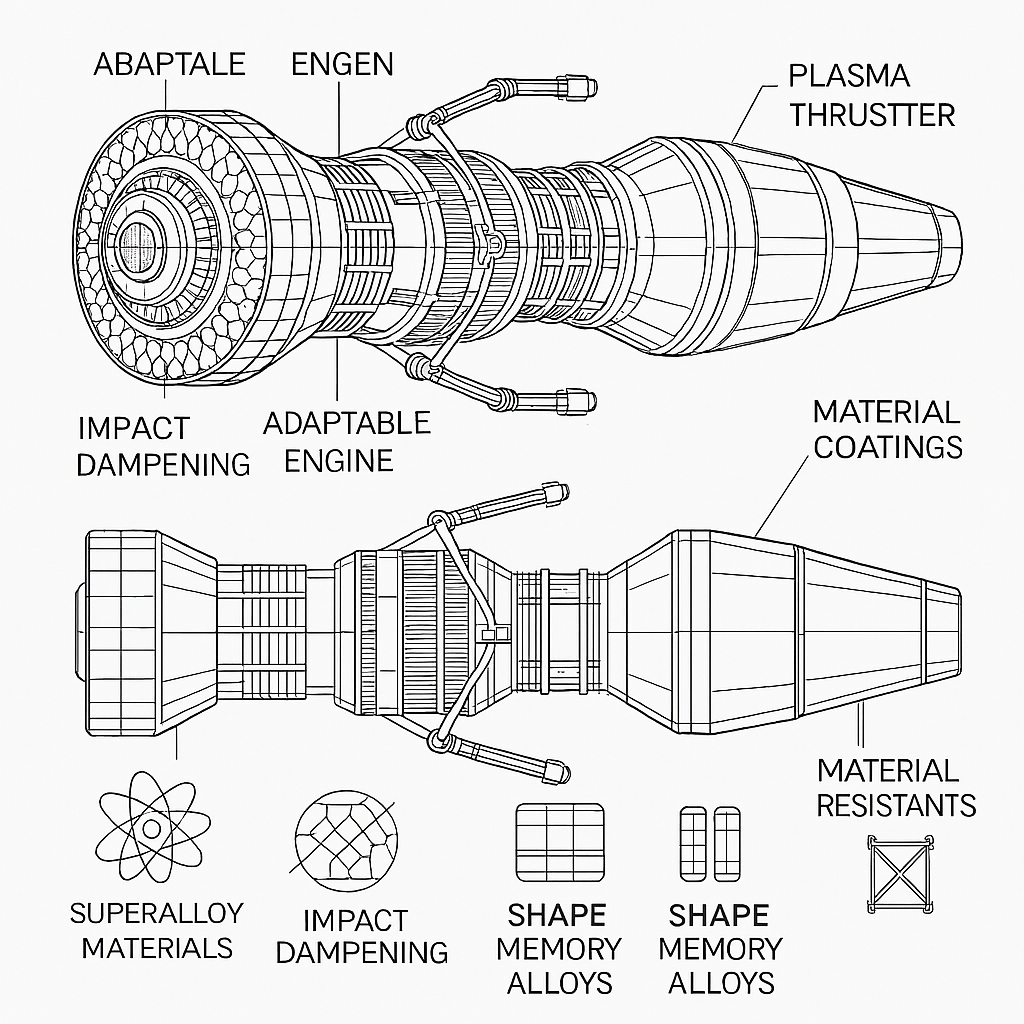 ABAPTALE
ENGEN
PLASMA
THRUSTTER
IMPACT
DAMPENING
ADAPTABLE
ENGINE
MATERIAL
COATINGS
MATERIAL
RESISTANTS
SUPERALLOY
MATERIALS
IMPACT
DAMPENING
SHAPE
MEMORY
ALLOYS
SHAPE
MEMORY
ALLOYS